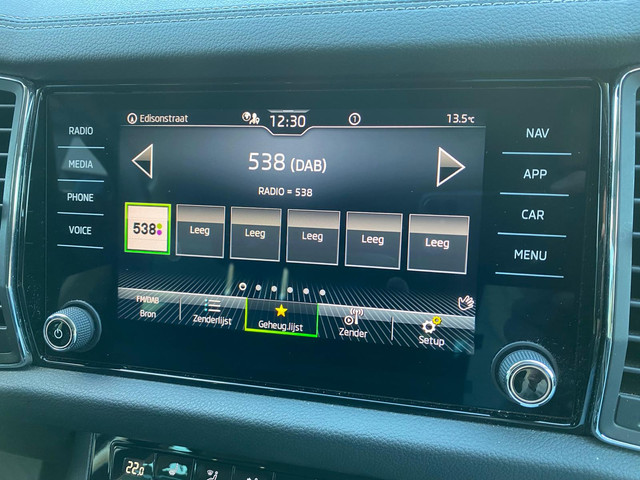 Edisonstraat 12:30 1 13.5°C
RADIO
MEDIA
PHONE
VOICE
538 (DAB)
RADIO = 538
538 Leeg Leeg Leeg Leeg Leeg
FM/DAB
Bron
Zenderlijst
Geheug.lijst
Zender
Setup
NAV
APP
CAR
MENU
22.0